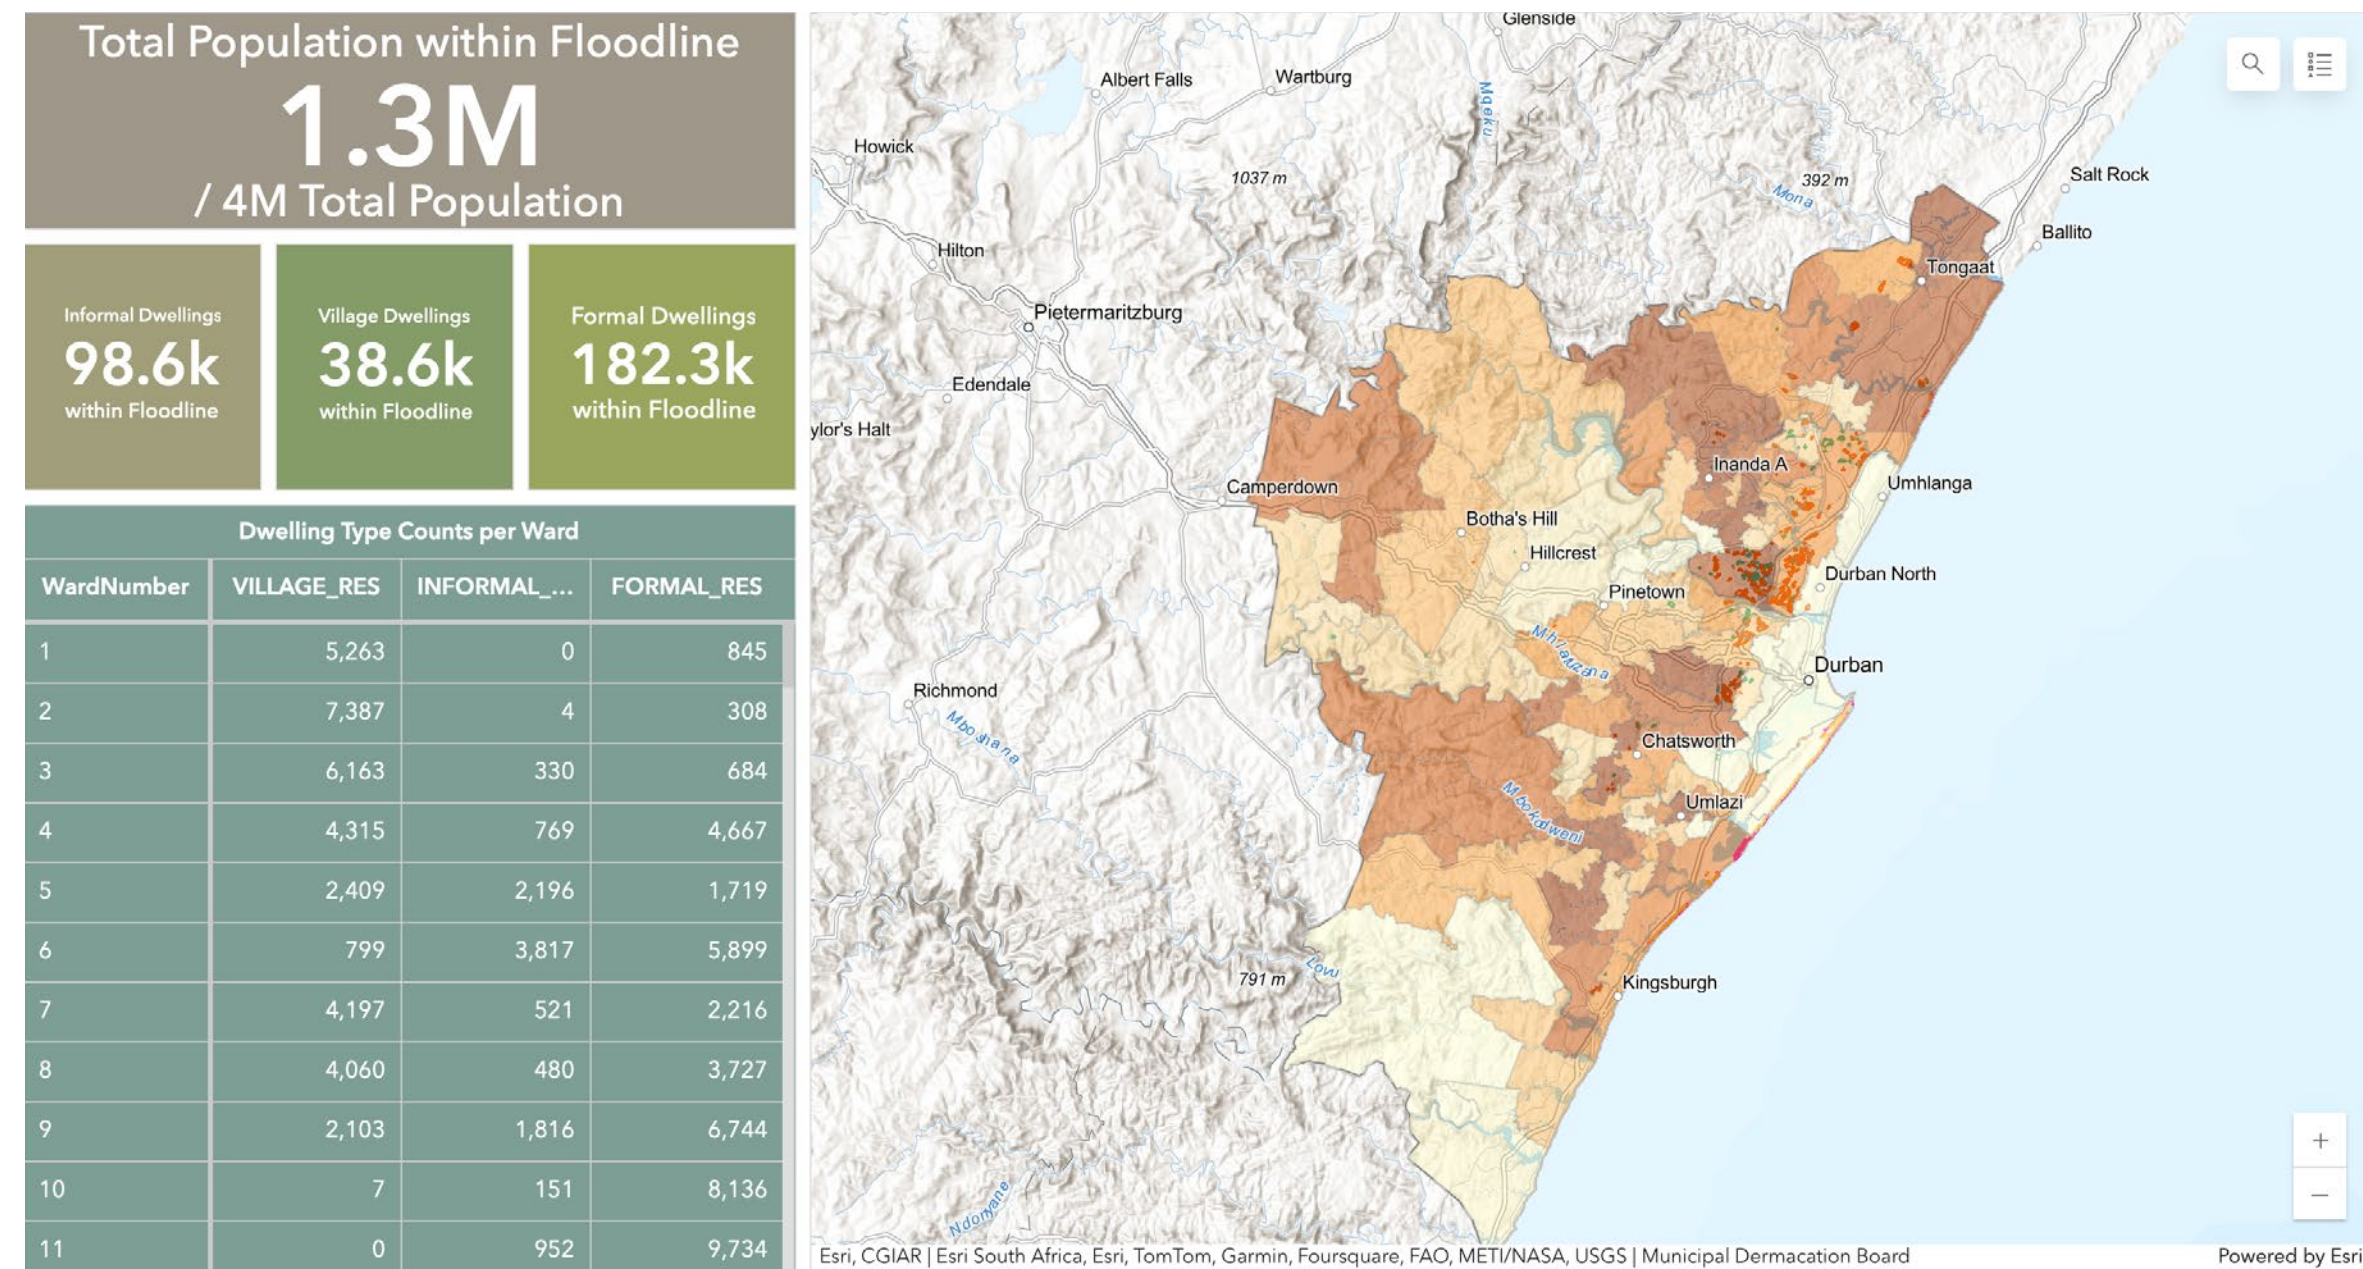 Total Population within Floodline
1.3M
/ 4M Total Population
Informal Dwellings
98.6k
within Floodline
Village Dwellings
38.6k
within Floodline
Formal Dwellings
182.3k
within Floodline
Dwelling Type Counts per Ward
WardNumber VILLAGE_RES INFORMAL_... FORMAL_RES
1 5,263 0 845
2 7,387 4 308
3 6,163 330 684
4 4,315 769 4,667
5 2,409 2,196 1,719
6 799 3,817 5,899
7 4,197 521 2,216
8 4,060 480 3,727
9 2,103 1,816 6,744
10 7 151 8,136
11 0 952 9,734
Glenside
Albert Falls
Wartburg
Mqeku
Howick
1037 m
392 m
Salt Rock
Mona
Ballito
Hilton
Tongaat
Pietermaritzburg
Edendale
ylor's Halt
Inanda A
Camperdown
Umhlanga
Botha's Hill
Hillcrest
Durban North
Pinetown
Durban
Richmond
Chatsworth
Umlazi
Mbokodweni
791 m
Lovu
Kingsburgh
Esri, CGIAR | Esri South Africa, Esri, TomTom, Garmin, Foursquare, FAO, METI/NASA, USGS | Municipal Dermacation Board
Powered by Esri